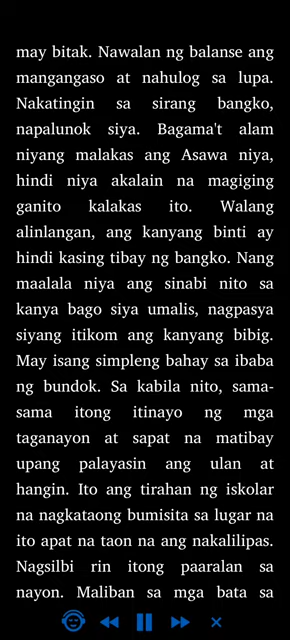 may bitak. Nawalan ng balanse ang
mangangaso at nahulog sa lupa.
Nakatingin sa sirang bangko,
napalunok siya. Bagama't alam
niyang malakas ang Asawa niya,
hindi niya akalain na magiging
ganito kalakas ito. Walang
alinlangan, ang kanyang binti ay
hindi kasing tibay ng bangko. Nang
maalala niya ang sinabi nito sa
kanya bago siya umalis, nagpasya
siyang itikom ang kanyang bibig.
May isang simpleng bahay sa ibaba
ng bundok. Sa kabila nito, sama-
sama itong itinayo ng mga
taganayon at sapat na matibay
upang palayasin ang ulan at
hangin. Ito ang tirahan ng iskolar
na nagkataong bumisita sa lugar na
ito apat na taon na ang nakalilipas.
Nagsilbi rin itong paaralan sa
nayon. Maliban sa mga bata sa